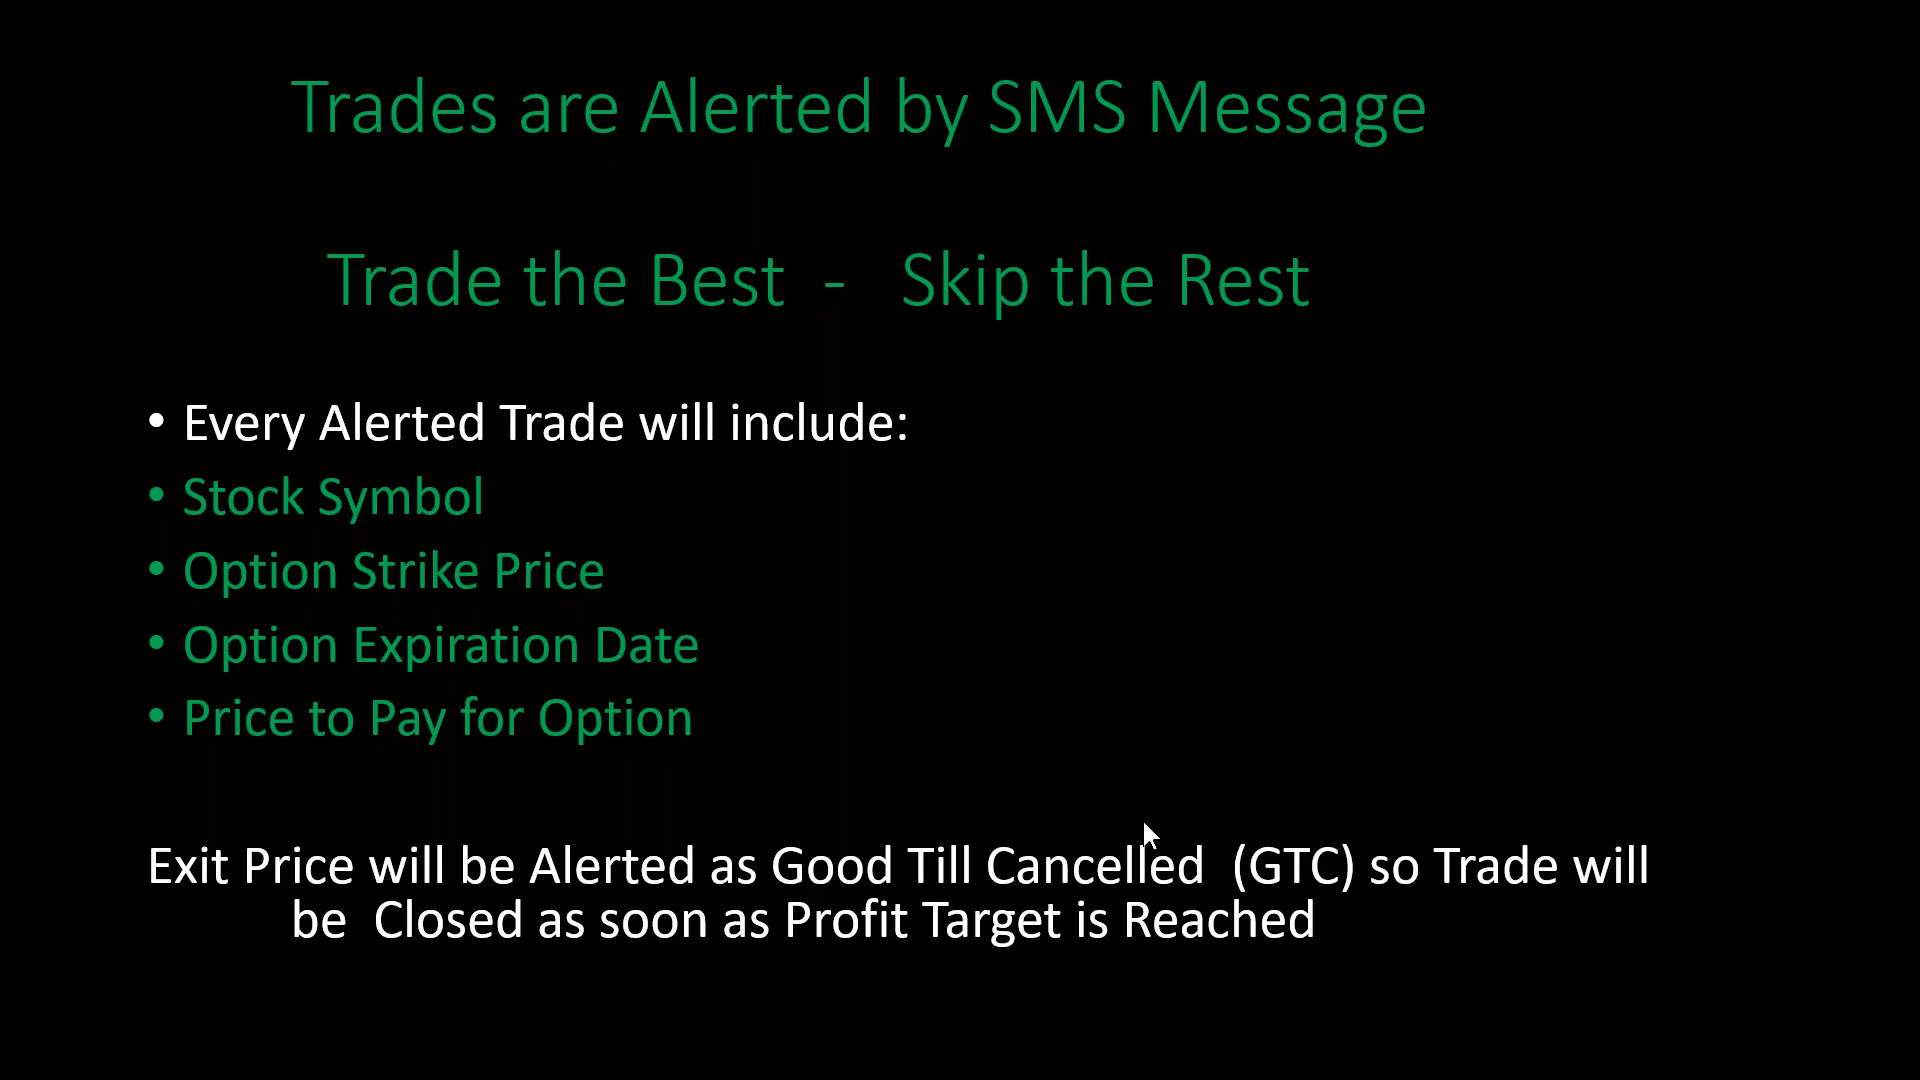 Trades are Alerted by SMS Message
Trade the Best - Skip the Rest
• Every Alerted Trade will include:
• Stock Symbol
• Option Strike Price
• Option Expiration Date
• Price to Pay for Option
Exit Price will be Alerted as Good Till Cancelled (GTC) so Trade will
be Closed as soon as Profit Target is Reached